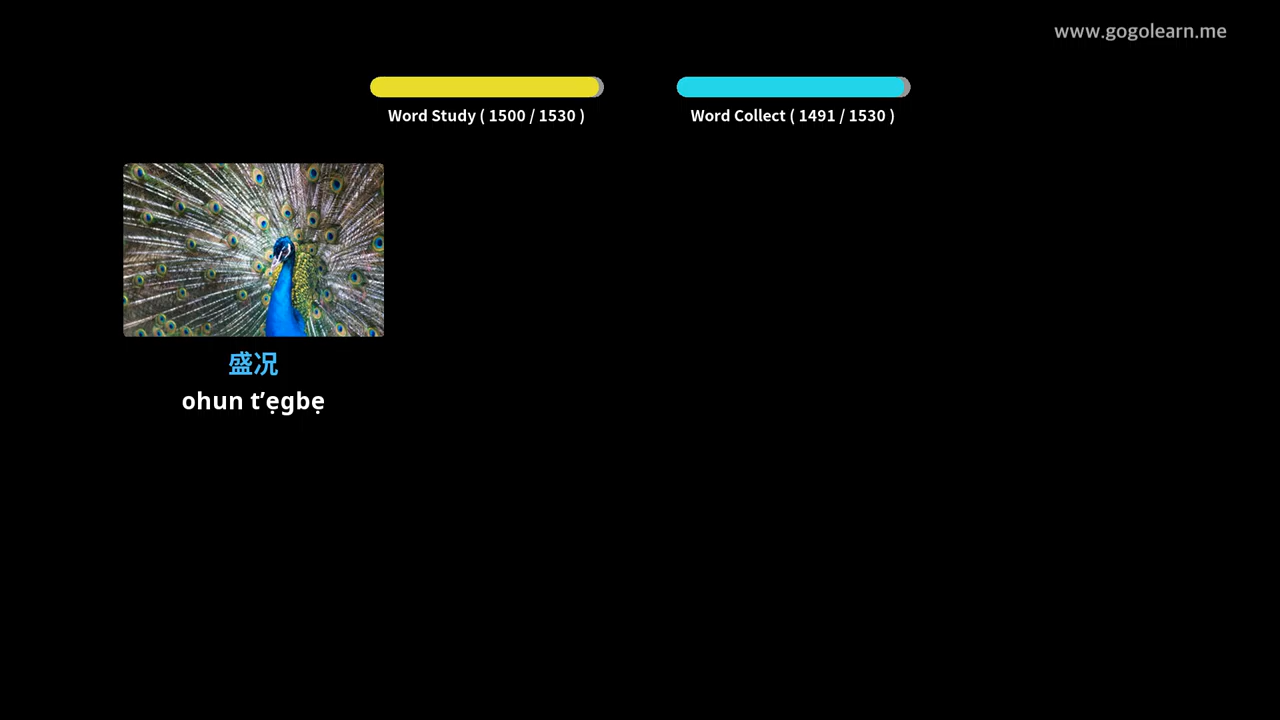 www.gogolearn.me
Word Study ( 1500 / 1530 )
Word Collect ( 1491 / 1530 )
盛况
ohun t’ẹgbẹ